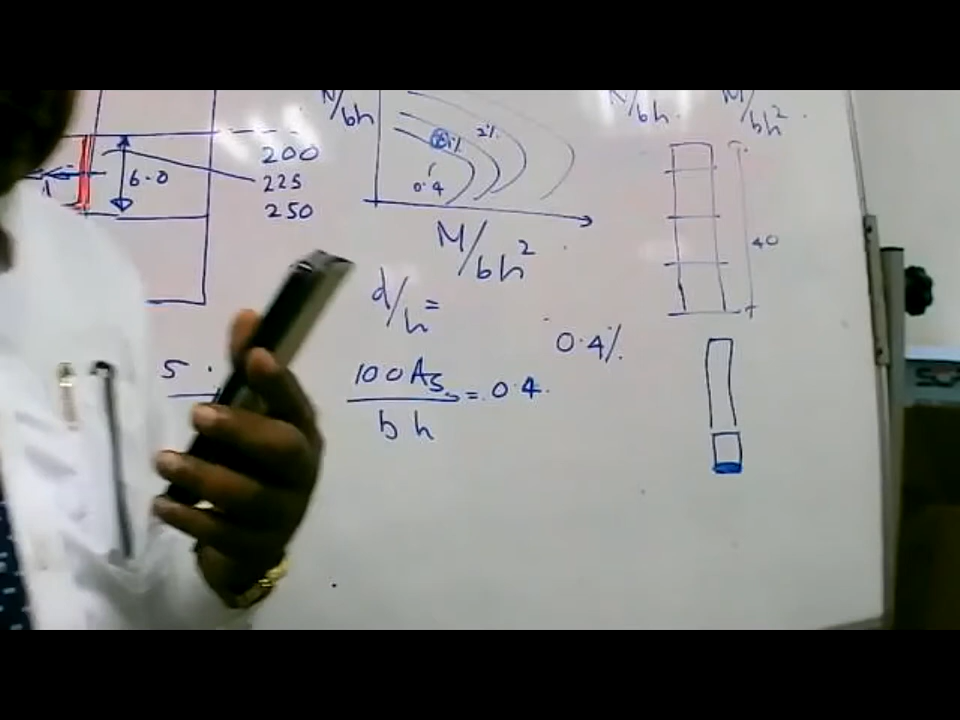 N/bh
M/bh²
N/bh
M/bh²
200
225
250
6.0
1%
2%
0.4
40
d/h =
0.4%
5
100As/bh = 0.4